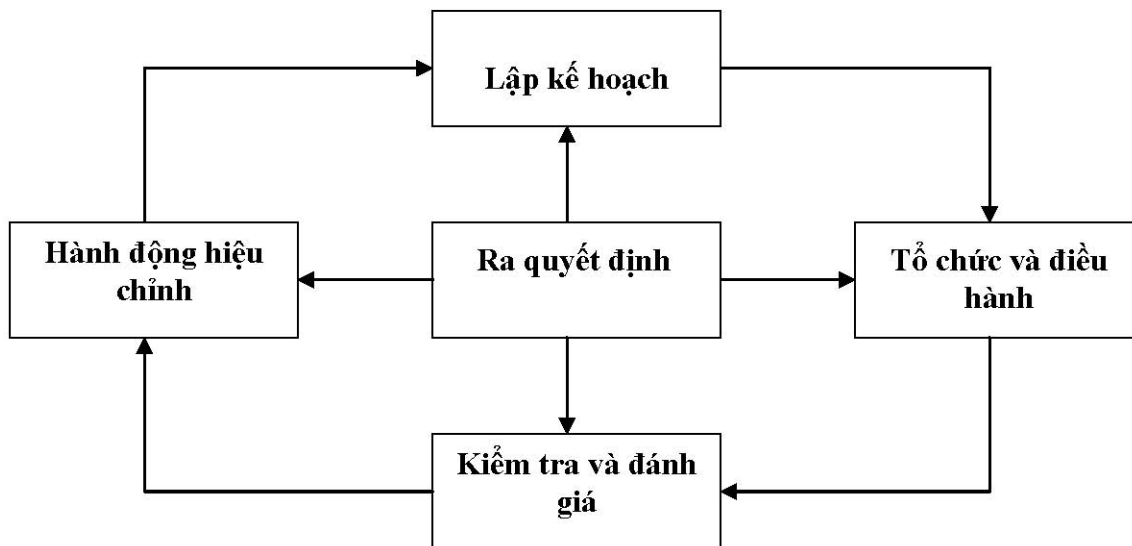 Lập kế hoạch
Hành động hiệu
chỉnh
Ra quyết định
Tổ chức và điều
hành
Kiểm tra và đánh
giá